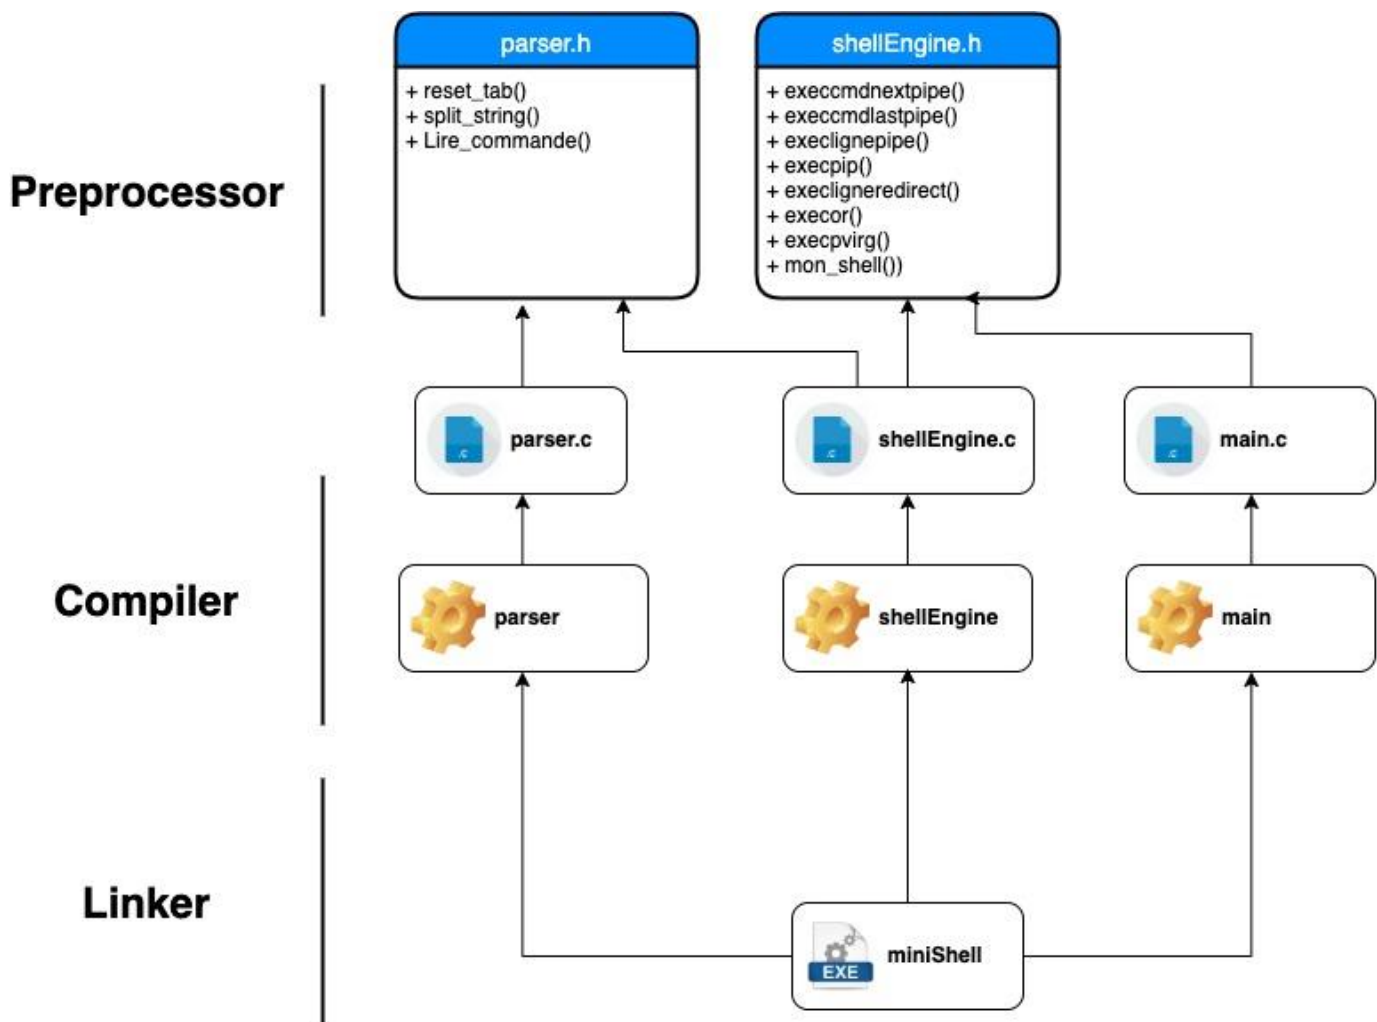 parser.h
+ reset_tab()
+ split_string()
+ Lire_commande()
shellEngine.h
+ execcmdnextpipe()
+ execcmdlastpipe()
+ execlignepipe()
+ execpip()
+ execligneredirect()
+ execor()
+ execpvirg()
+ mon_shell())
Preprocessor
.c
parser.c
.c
shellEngine.c
.c
main.c
Compiler
parser
shellEngine
main
Linker
EXE
miniShell